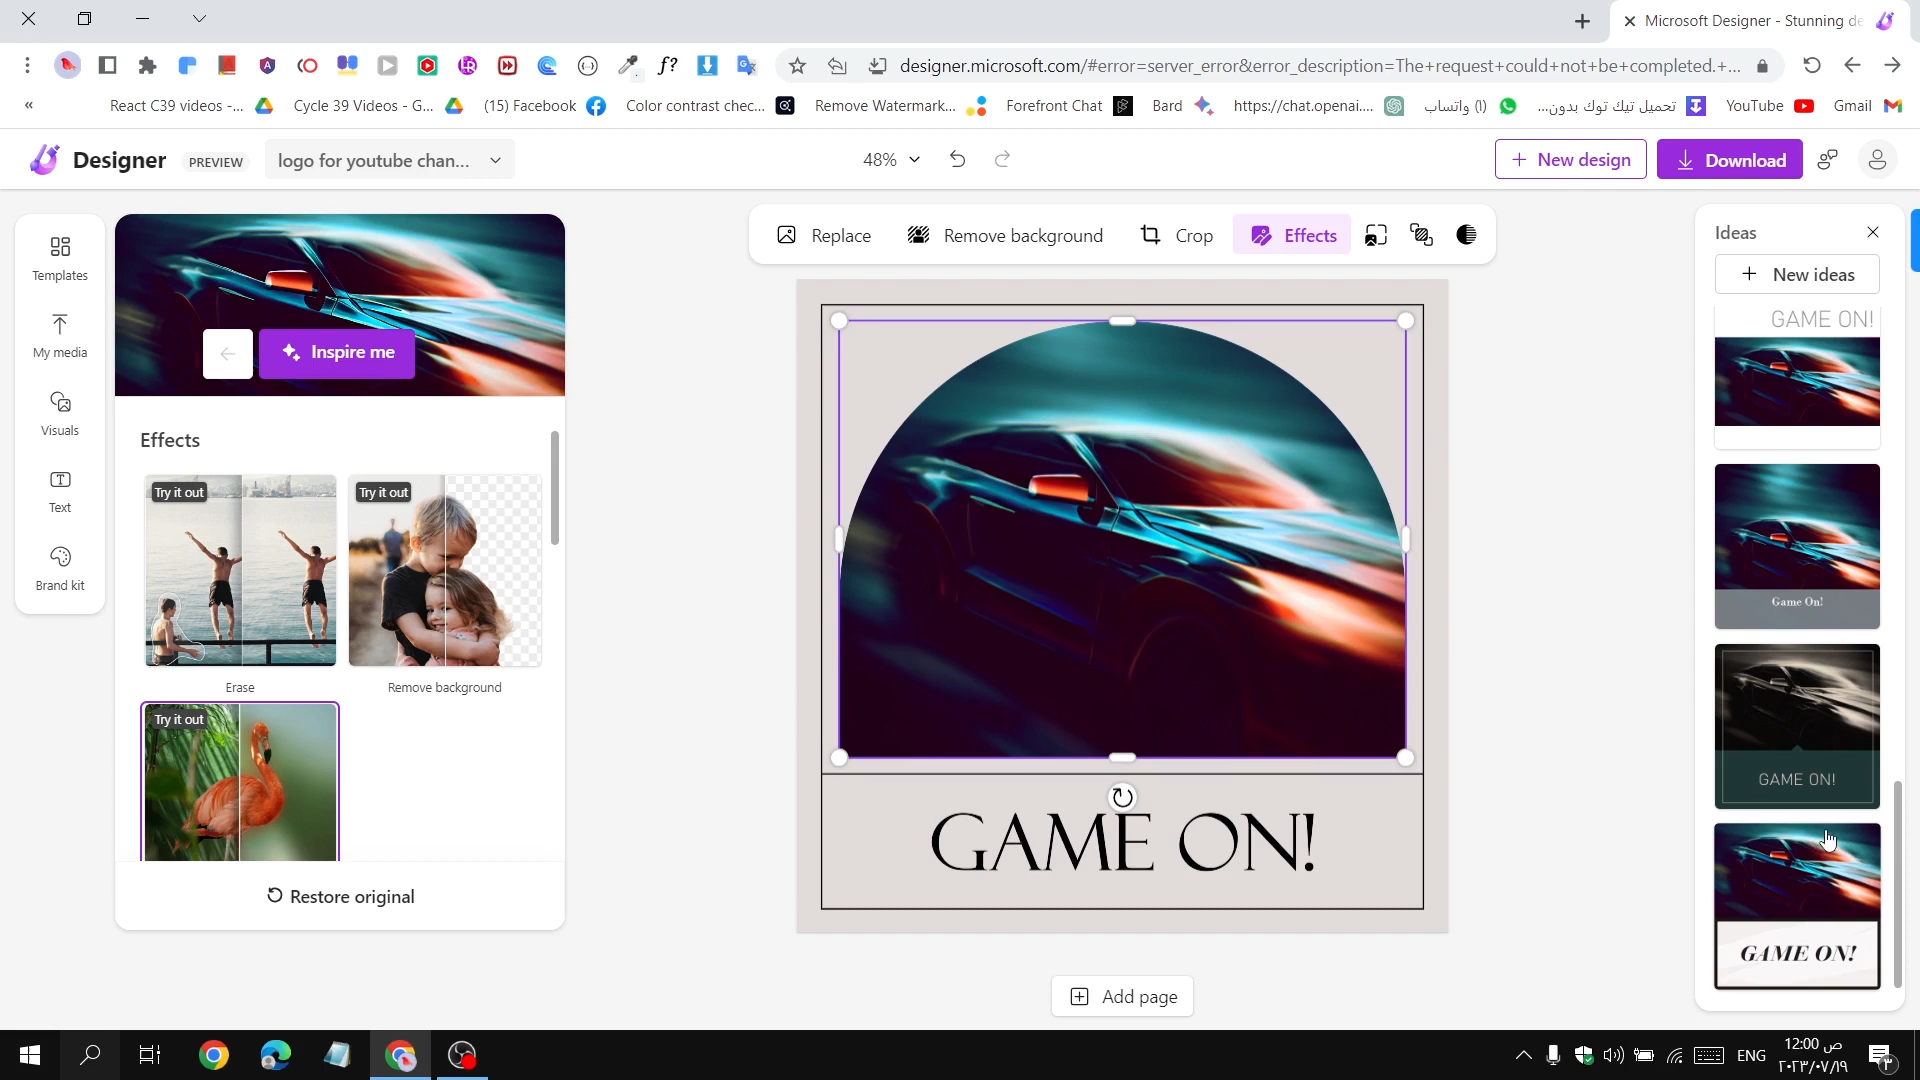 Microsoft Designer - Stunning de
designer.microsoft.com/#error=server_error&error_description=The+request+could+not+be+completed.+...
«
React C39 videos -...
Cycle 39 Videos - G...
(15) Facebook
Color contrast chec...
Remove Watermark...
Forefront Chat
Bard
https://chat.openai....
(١) واتساب
تحميل تيك توك بدون...
YouTube
Gmail
Designer
PREVIEW
logo for youtube chan...
48%
New design
Download
Templates
My media
Visuals
Text
Brand kit
Inspire me
Effects
Try it out
Try it out
Erase
Remove background
Try it out
Restore original
Replace
Remove background
Crop
Effects
GAME ON!
Add page
Ideas
New ideas
GAME ON!
Game On!
GAME ON!
GAME ON!
ENG
12:00 ص
٢٠٢٣/٠٧/١٩
٣